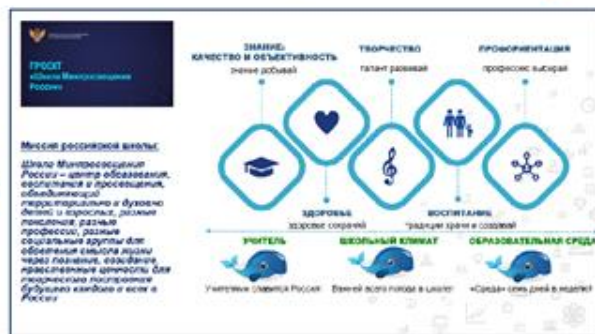 ПРОЕКТ
«Школа Минпросвещения
России»
Миссия российской школы:
Школа Минпросвещения
России – центр образования,
воспитания и просвещения,
объединяющий
территориально и духовно
детей и взрослых, разные
поколения, разные
профессии, разные
социальные группы для
обретения смысла жизни
через познание, созидание,
нравственные ценности для
творческого построения
будущего каждого и всех в
России
ЗНАНИЕ:
КАЧЕСТВО И ОБЪЕКТИВНОСТЬ
знание добывай
ТВОРЧЕСТВО
талант развивай
ПРОФОРИЕНТАЦИЯ
профессию выбирай
ЗДОРОВЬЕ
здоровье сохраняй
ВОСПИТАНИЕ
традиции храни и создавай
УЧИТЕЛЬ
ШКОЛЬНЫЙ КЛИМАТ
ОБРАЗОВАТЕЛЬНАЯ СРЕДА
Учителями славится Россия!
Важней всего погода в школе!
«Среда» семь дней в неделю!